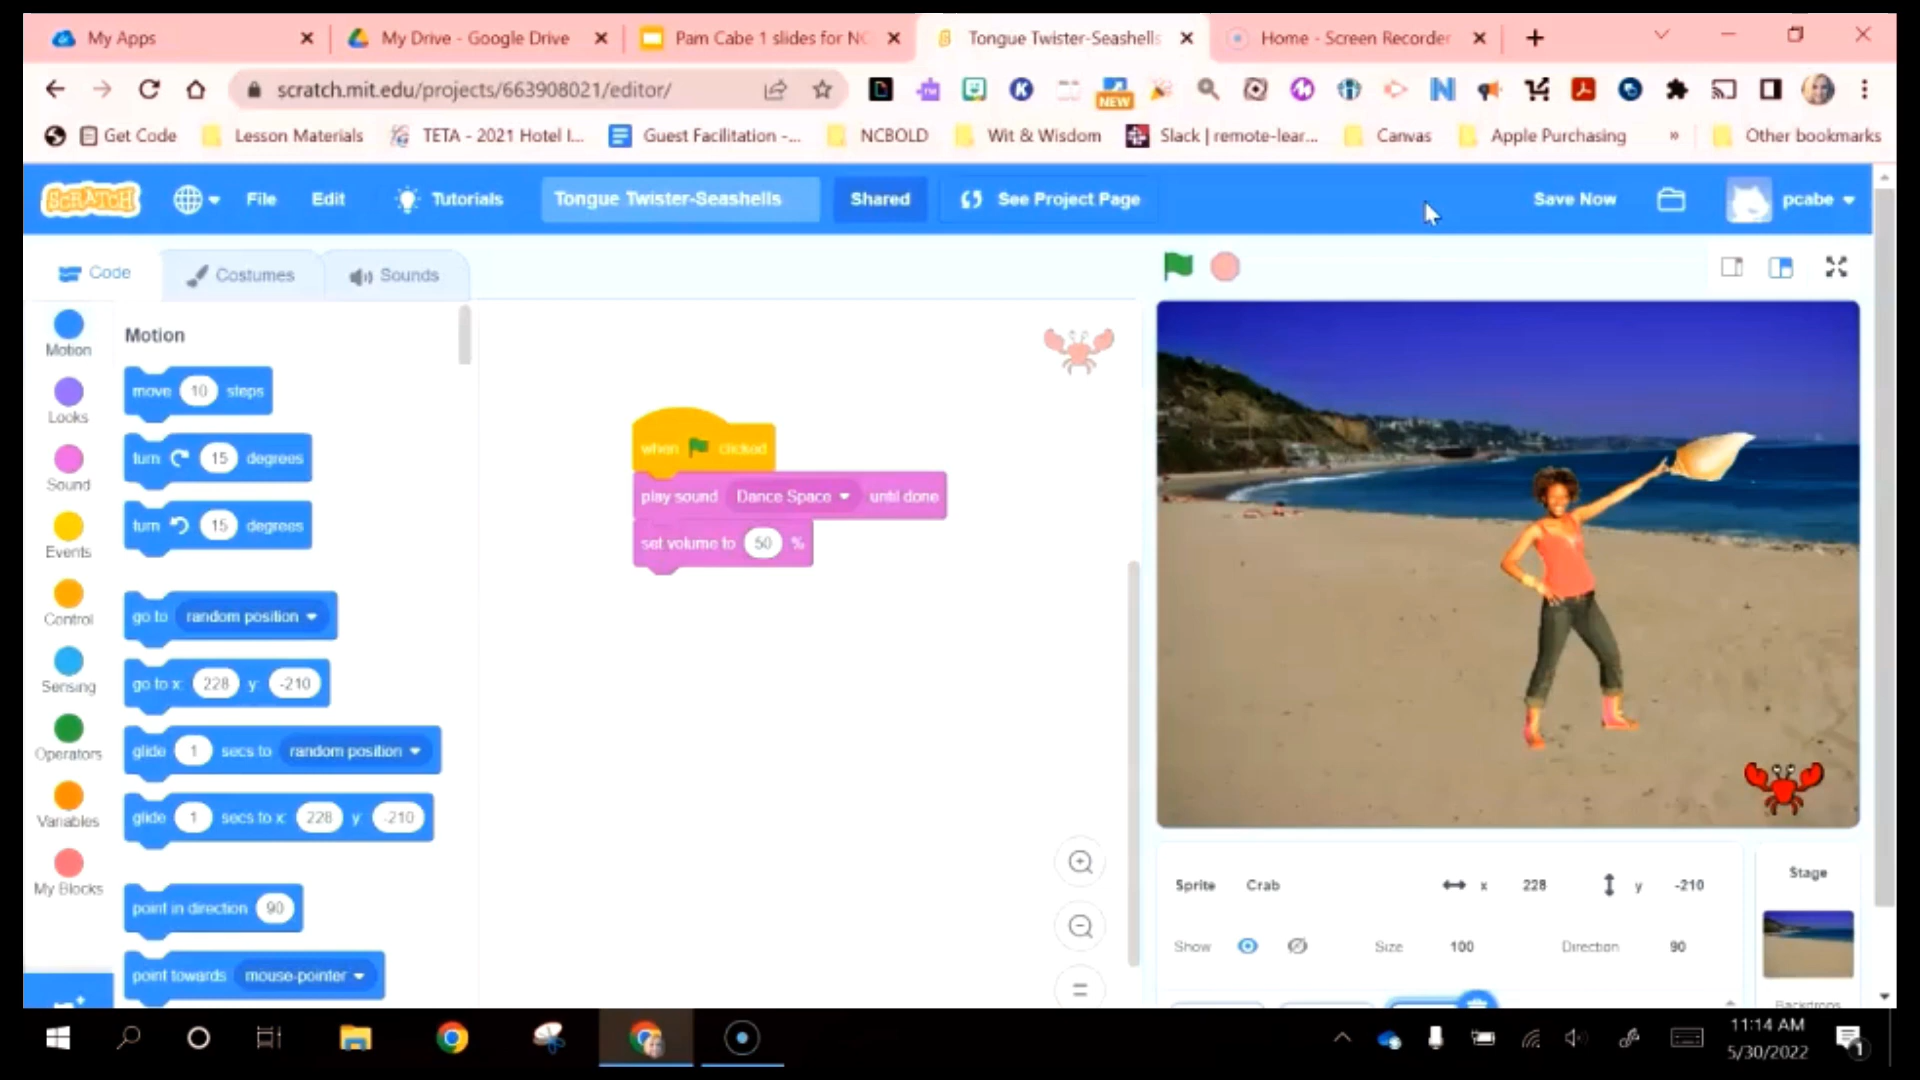 My Apps
My Drive - Google Drive
Pam Cabe 1 slides for NC
Tongue Twister-Seashells
Home - Screen Recorder
scratch.mit.edu/projects/663908021/editor/
NEW
Get Code
Lesson Materials
TETA - 2021 Hotel I...
Guest Facilitation -...
NCBOLD
Wit & Wisdom
Slack | remote-lear...
Canvas
Apple Purchasing
»
Other bookmarks
SCRATCH
File
Edit
Tutorials
Tongue Twister-Seashells
Shared
See Project Page
Save Now
pcabe
Code
Costumes
Sounds
Motion
Looks
Sound
Events
Control
Sensing
Operators
Variables
My Blocks
Motion
move 10 steps
turn 15 degrees
turn 15 degrees
go to random position
go to x: 228 y: -210
glide 1 secs to random position
glide 1 secs to x: 228 y: -210
point in direction 90
point towards mouse-pointer
when clicked
play sound Dance Space until done
set volume to 50 %
Sprite Crab x 228 y -210
Show Size 100 Direction 90
Stage
Backdrops
11:14 AM
5/30/2022
1